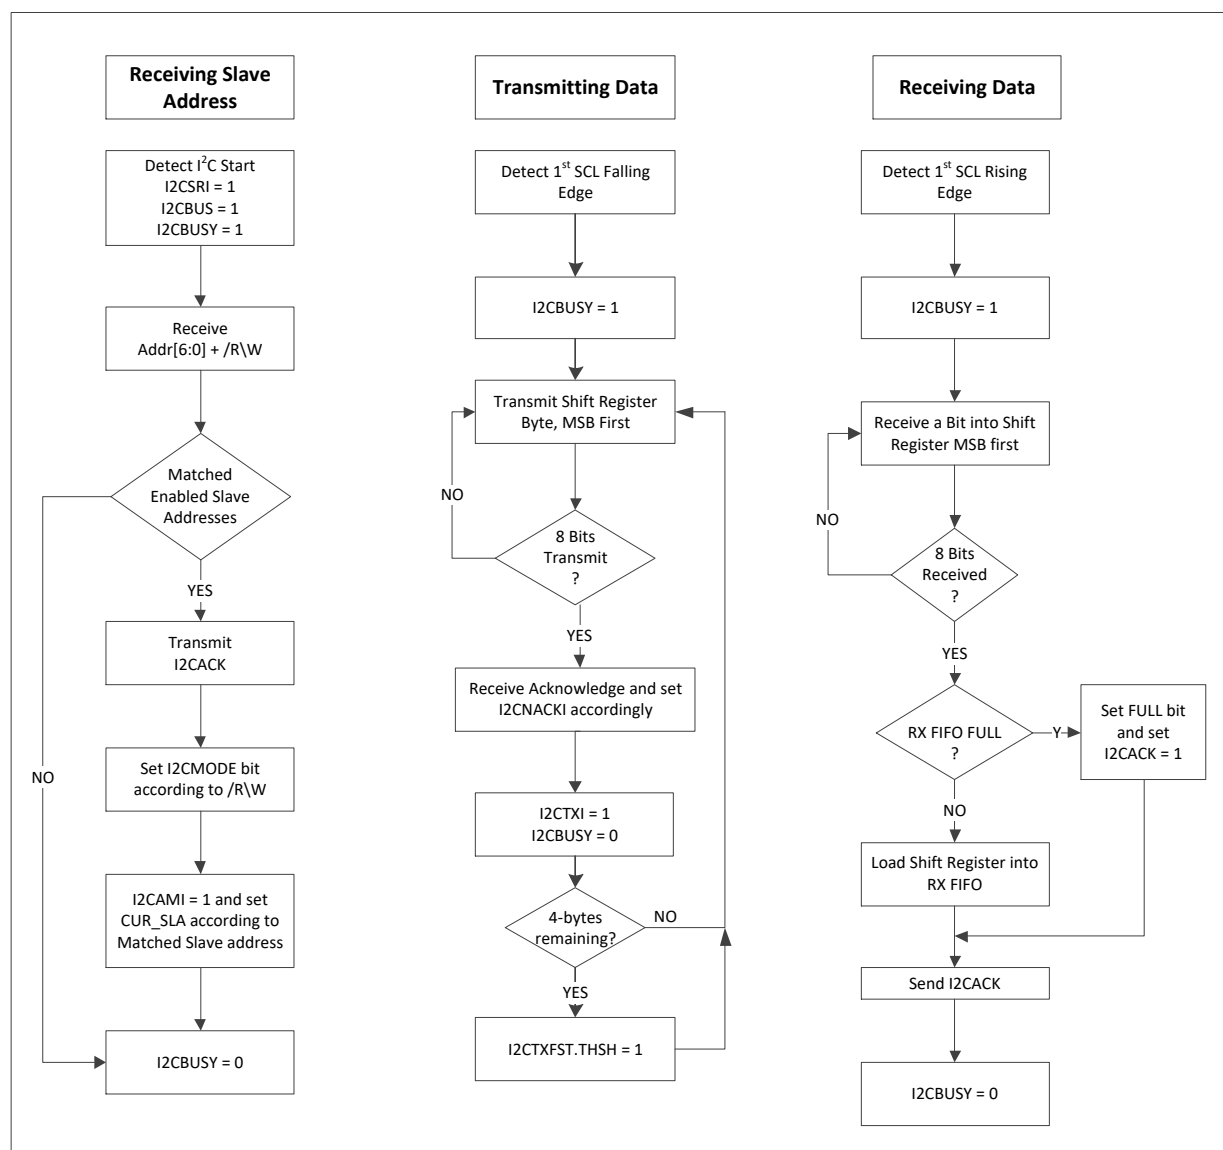 Receiving Slave
Address
Detect I²C Start
I2CSRI = 1
I2CBUS = 1
I2CBUSY = 1
Receive
Addr[6:0] + /R\W
Matched
Enabled Slave
Addresses
NO
YES
Transmit
I2CACK
Set I2CMODE bit
according to /R\W
I2CAMI = 1 and set
CUR_SLA according to
Matched Slave address
I2CBUSY = 0
Transmitting Data
Detect 1st SCL Falling
Edge
I2CBUSY = 1
Transmit Shift Register
Byte, MSB First
NO
8 Bits
Transmit
?
YES
Receive Acknowledge and set
I2CNACKI accordingly
I2CTXI = 1
I2CBUSY = 0
4-bytes
remaining?
NO
YES
I2CTXFST.THSH = 1
Receiving Data
Detect 1st SCL Rising
Edge
I2CBUSY = 1
Receive a Bit into Shift
Register MSB first
NO
8 Bits
Received
?
YES
RX FIFO FULL
?
Y
Set FULL bit
and set
I2CACK = 1
NO
Load Shift Register into
RX FIFO
Send I2CACK
I2CBUSY = 0